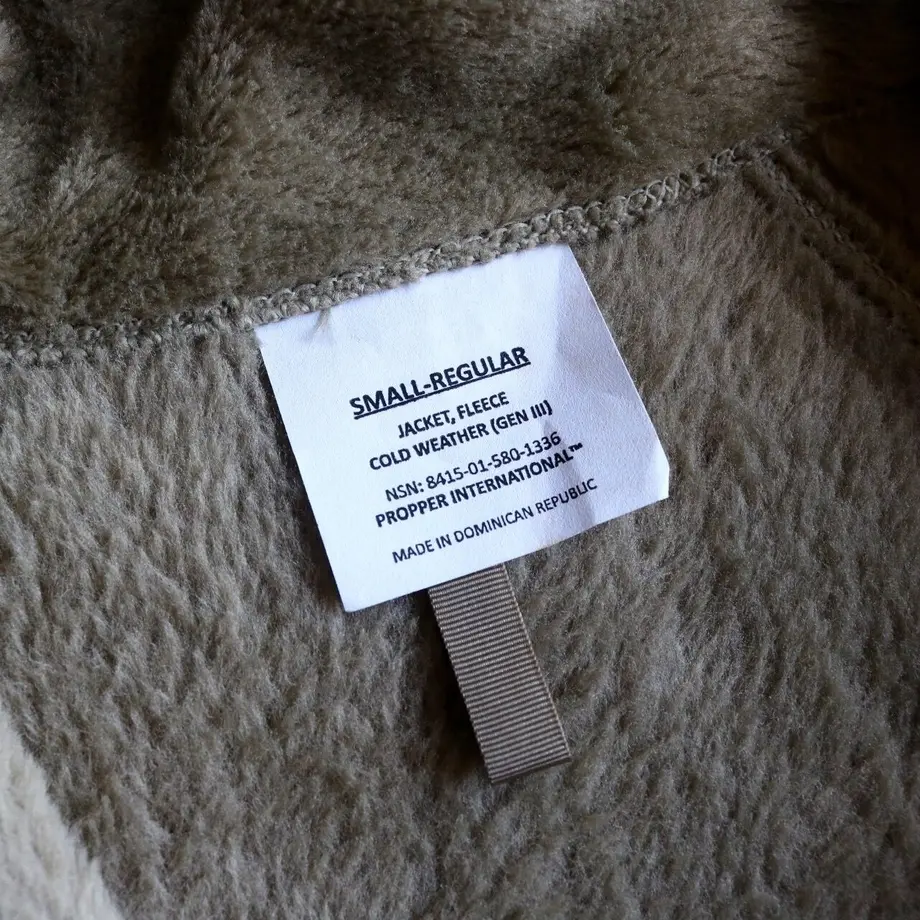 SMALL-REGULAR
JACKET, FLEECE
COLD WEATHER (GEN III)
NSN: 8415-01-580-1336
PROPPER INTERNATIONAL™
MADE IN DOMINICAN REPUBLIC